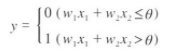 y = { 0 (w₁x₁ + w₂x₂ ≤ θ)
1 (w₁x₁ + w₂x₂ > θ)